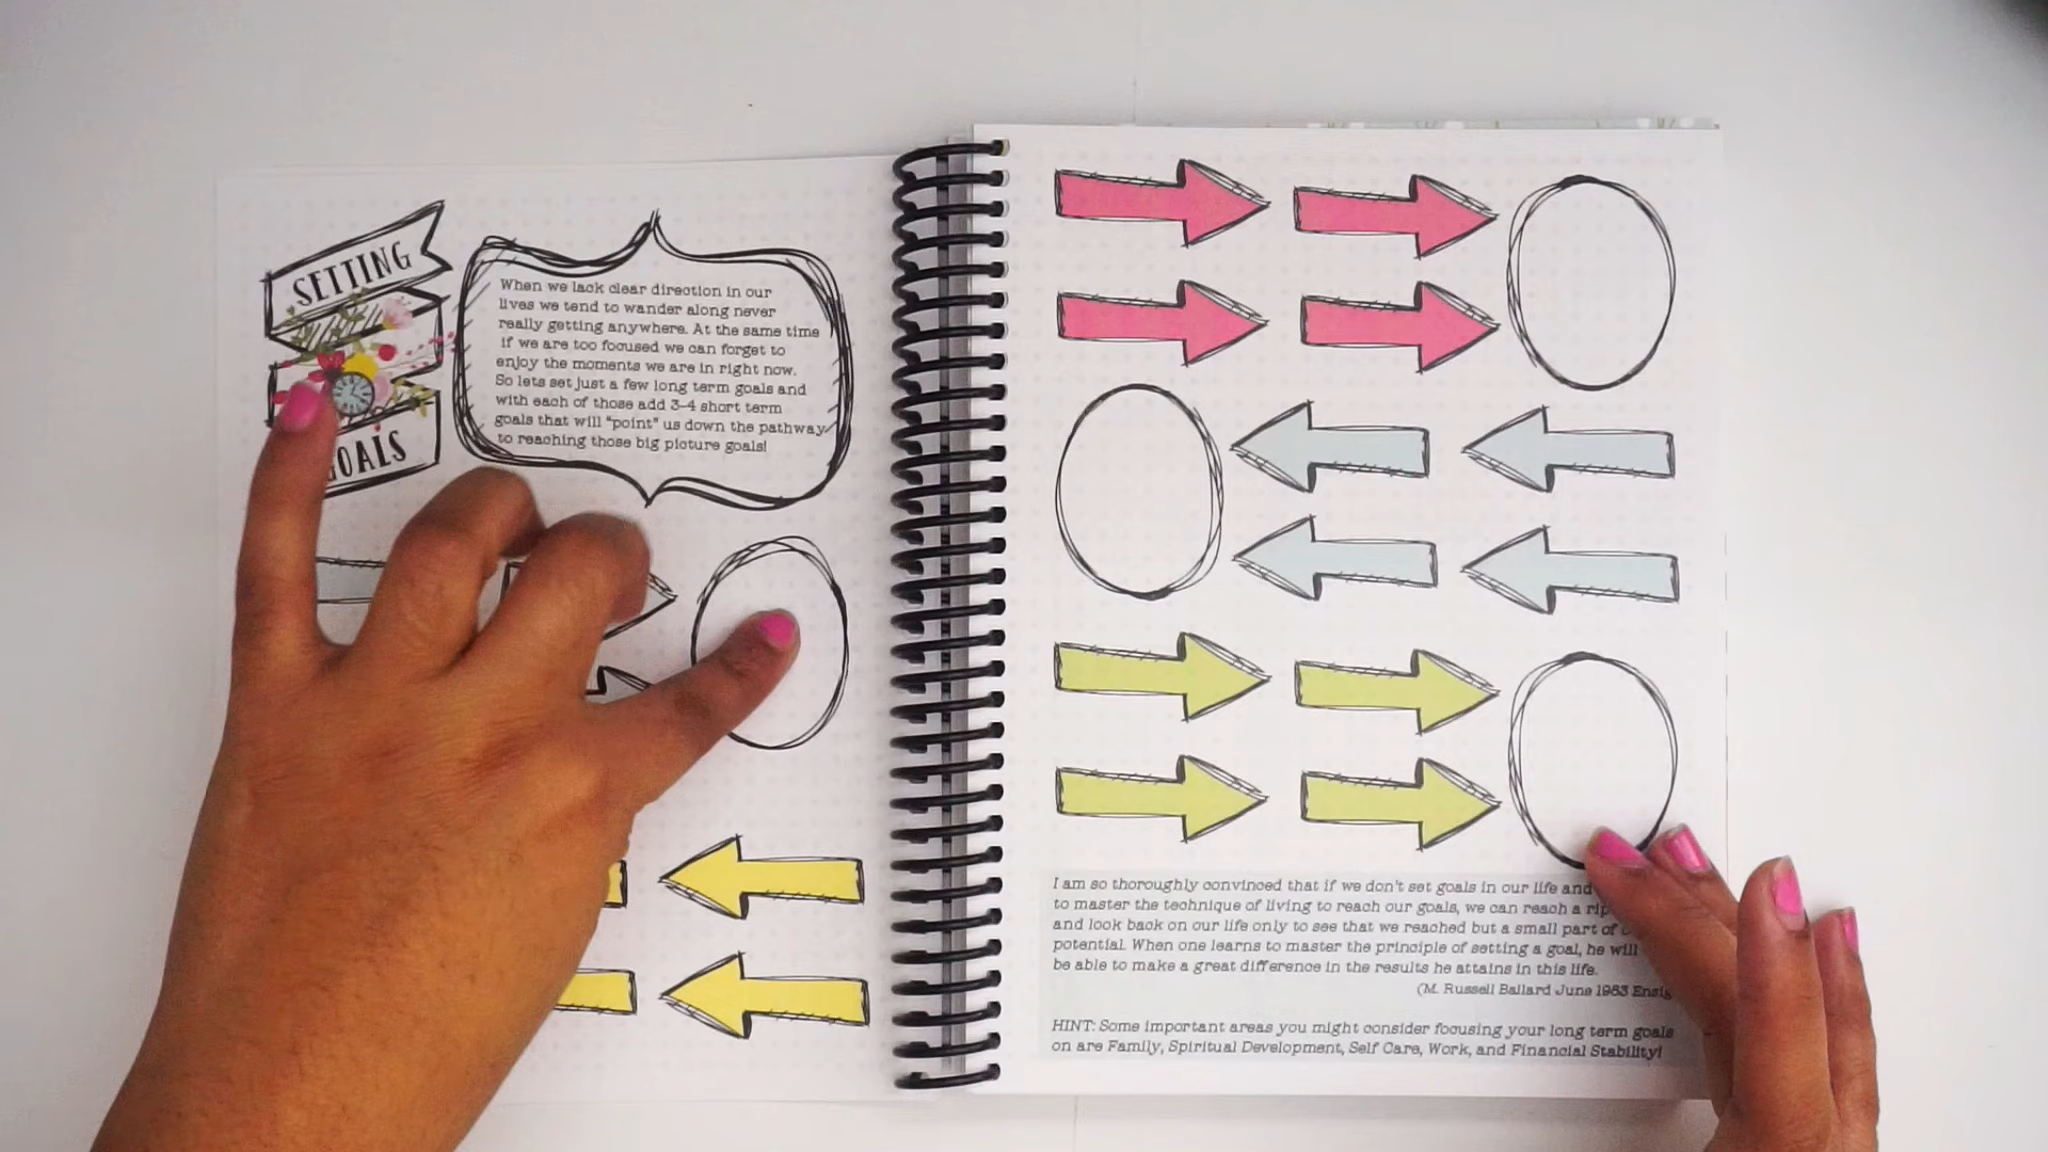 SETTING
GOALS
When we lack clear direction in our
lives we tend to wander along never
really getting anywhere. At the same time
if we are too focused we can forget to
enjoy the moments we are in right now.
So lets set just a few long term goals and
with each of those add 3-4 short term
goals that will "point" us down the pathway
to reaching those big picture goals!
I am so thoroughly convinced that if we don't set goals in our life and
to master the technique of living to reach our goals, we can reach a
and look back on our life only to see that we reached but a small part of
potential. When one learns to master the principle of setting a goal, he will
be able to make a great difference in the results he attains in this life.
(M. Russell Ballard June 1983
HINT: Some important areas you might consider focusing your long term goals
on are Family, Spiritual Development, Self Care, Work, and Financial Stability!